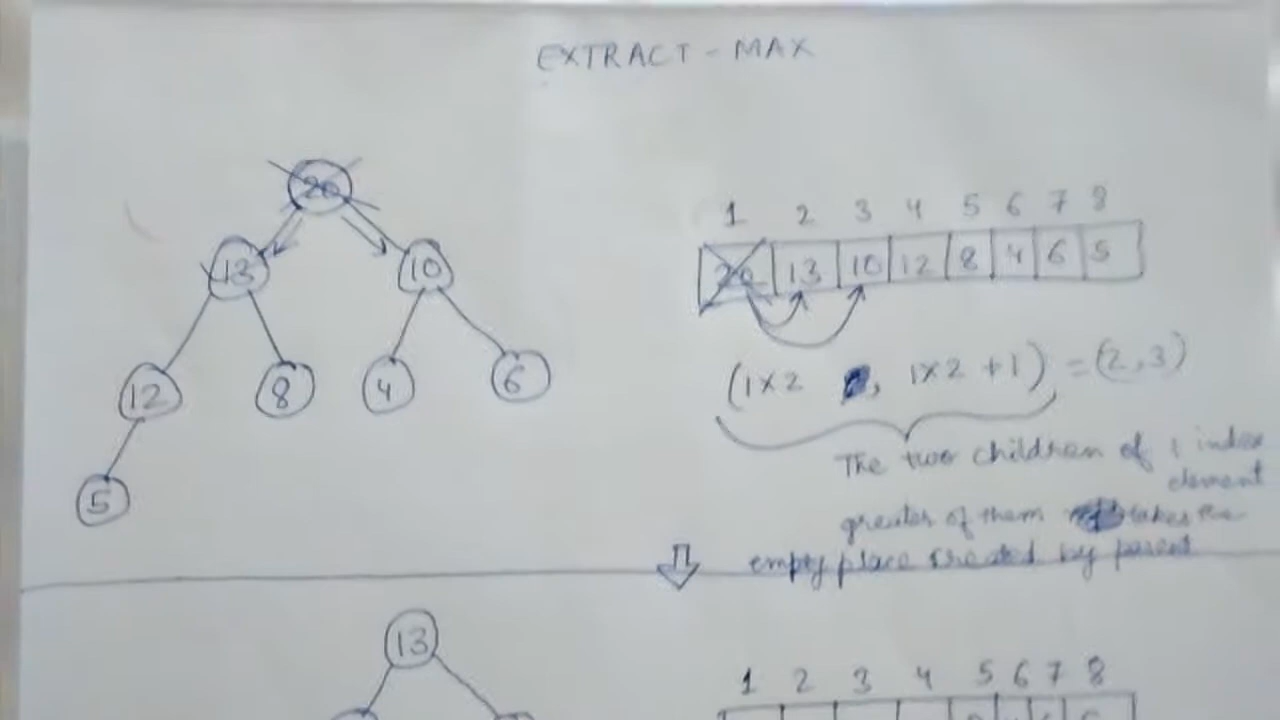 EXTRACT - MAX
20
13 10
12 8 4 6
5
1 2 3 4 5 6 7 8
20 13 10 12 8 4 6 5
(1×2 , 1×2+1) = (2,3)
The two children of 1 index
element
greater of them takes the
empty place created by parent
13
1 2 3 4 5 6 7 8